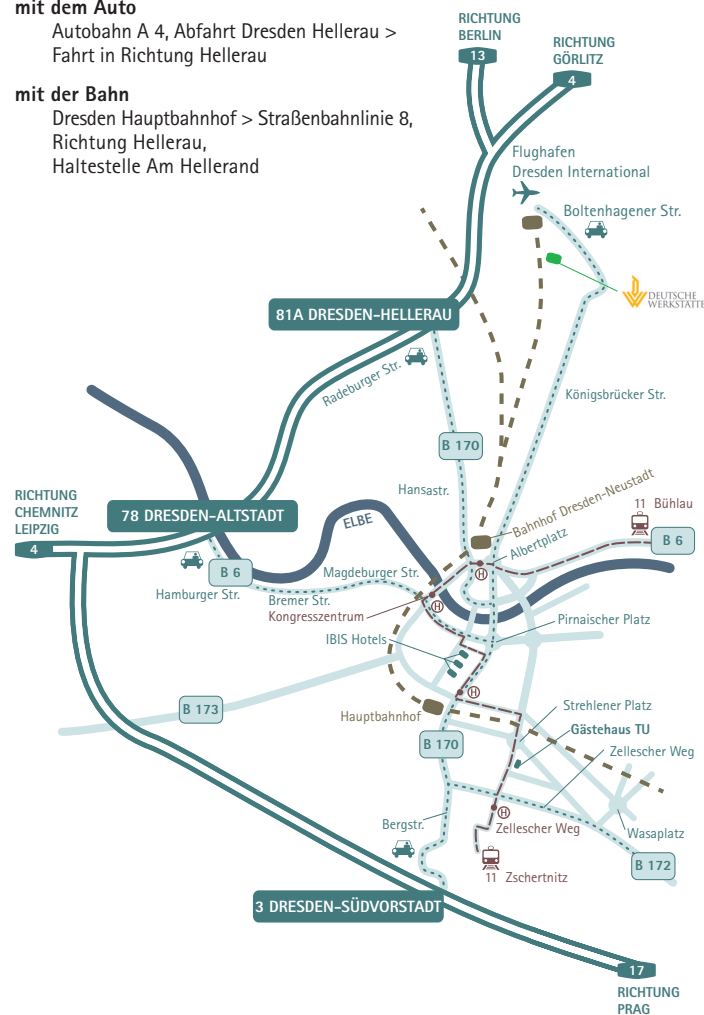 mit dem Auto
Autobahn A 4, Abfahrt Dresden Hellerau >
Fahrt in Richtung Hellerau
mit der Bahn
Dresden Hauptbahnhof > Straßenbahnlinie 8,
Richtung Hellerau,
Haltestelle Am Hellerand
RICHTUNG
BERLIN
13
RICHTUNG
GÖRLITZ
4
Flughafen
Dresden International
Boltenhagener Str.
DEUTSCHE
WERKSTÄTTE
81A DRESDEN-HELLERAU
Radeburger Str.
Königsbrücker Str.
B 170
Hansastr.
Bahnhof Dresden-Neustadt
Albertplatz
11 Bühlau
B 6
RICHTUNG
CHEMNITZ
LEIPZIG
4
78 DRESDEN-ALTSTADT
ELBE
B 6
Hamburger Str.
Magdeburger Str.
Bremer Str.
Kongresszentrum
H
H
Pirnaischer Platz
IBIS Hotels
H
B 173
Hauptbahnhof
Strehlener Platz
Gästehaus TU
B 170
Zellescher Weg
H
Bergstr.
Zellescher Weg
Wasaplatz
B 172
11 Zschertnitz
3 DRESDEN-SÜDVORSTADT
17
RICHTUNG
PRAG